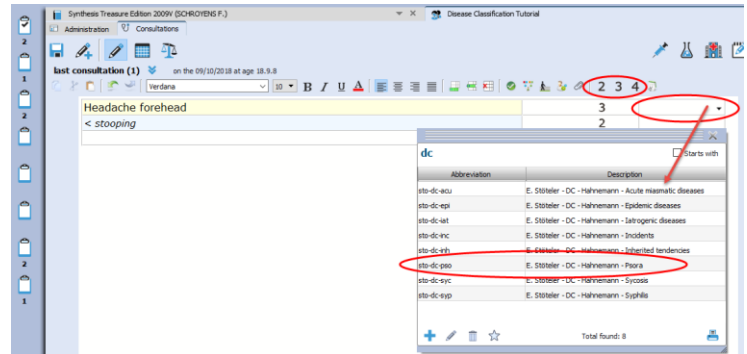 Synthesis Treasure Edition 2009V (SCHROYENS F.)
Disease Classification Tutorial
Administration Consultations
2
last consultation (1) on the 09/10/2018 at age 18.9.8
1
Verdana 10 B I U A 2 3 4
Headache forehead 3
2
< stooping 2
dc Starts with
Abbreviation Description
sto-dc-acu E. Stöteler - DC - Hahnemann - Acute miasmatic diseases
sto-dc-epi E. Stöteler - DC - Hahnemann - Epidemic diseases
sto-dc-iat E. Stöteler - DC - Hahnemann - Iatrogenic diseases
sto-dc-inc E. Stöteler - DC - Hahnemann - Incidents
sto-dc-inh E. Stöteler - DC - Hahnemann - Inherited tendencies
2
sto-dc-pso E. Stöteler - DC - Hahnemann - Psora
sto-dc-syc E. Stöteler - DC - Hahnemann - Sycosis
1
sto-dc-syp E. Stöteler - DC - Hahnemann - Syphilis
Total found: 8